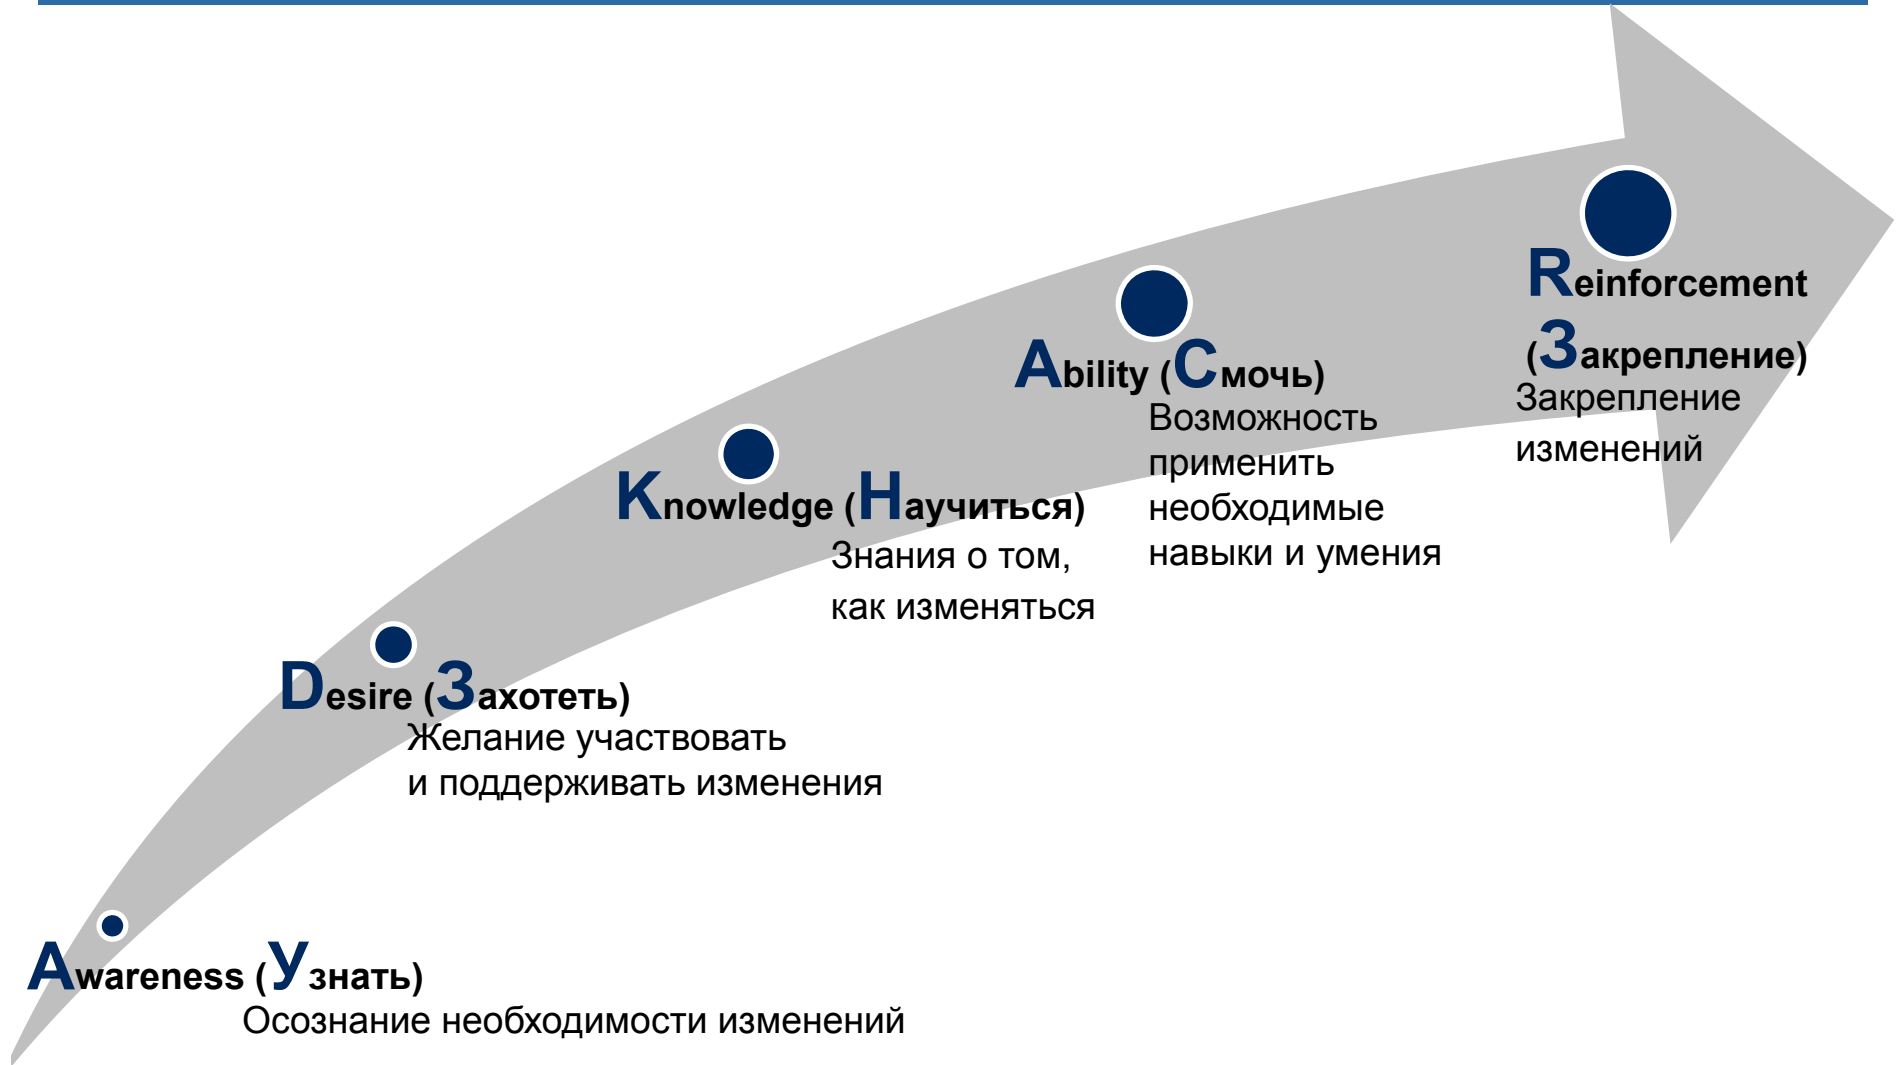 Awareness (Узнать)
Осознание необходимости изменений
Desire (Захотеть)
Желание участвовать
и поддерживать изменения
Knowledge (Научиться)
Знания о том,
как изменяться
Ability (Смочь)
Возможность
применить
необходимые
навыки и умения
Reinforcement
(Закрепление)
Закрепление
изменений